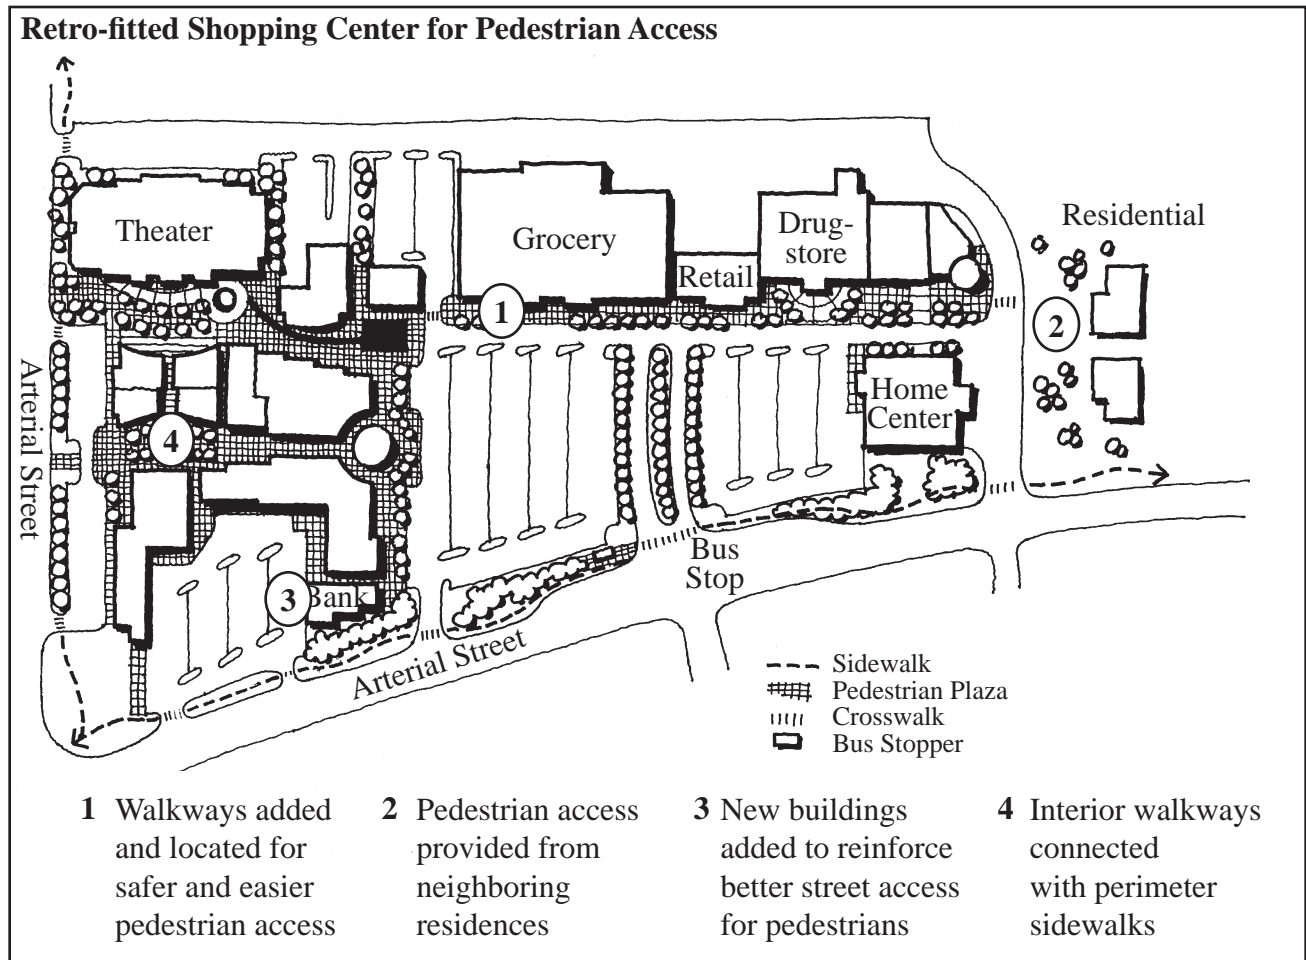 Retro-fitted Shopping Center for Pedestrian Access
Theater
Grocery
Retail
Drug-
store
Residential
1
2
Home
Center
Arterial Street
4
3
Bank
Bus
Stop
Arterial Street
Sidewalk
Pedestrian Plaza
Crosswalk
Bus Stopper
1 Walkways added
and located for
safer and easier
pedestrian access
2 Pedestrian access
provided from
neighboring
residences
3 New buildings
added to reinforce
better street access
for pedestrians
4 Interior walkways
connected
with perimeter
sidewalks